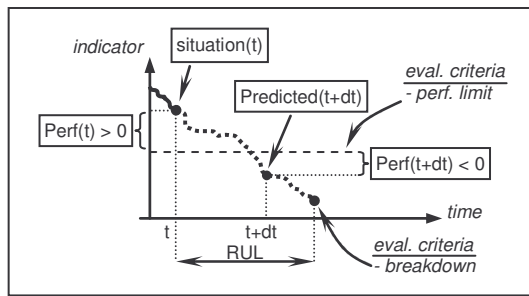 indicator
situation(t)
Predicted(t+dt)
eval. criteria
- perf. limit
Perf(t) > 0
Perf(t+dt) < 0
t
t+dt
time
RUL
eval. criteria
- breakdown